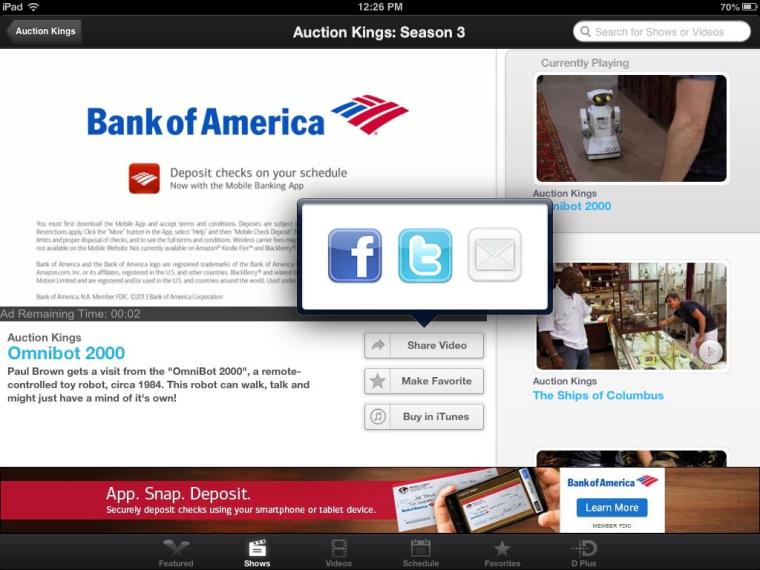 iPad
12:26 PM
70%
Auction Kings
Auction Kings: Season 3
Search for Shows or Videos
Bank of America
Deposit checks on your schedule
Now with the Mobile Banking App
You must first download the Mobile App and accept terms and conditions. Deposits are subject
Restrictions apply. Click the "More" button in the App, select "Help" and then "Mobile Check Deposit"
limits and proper disposal of checks, and to see the full terms and conditions. Wireless carrier fees may
not available on the Mobile Website. Not currently available on Amazon® Kindle Fire™ and Blackberry®
Bank of America and the Bank of America logo are registered trademarks of the Bank of
Amazon.com, Inc. or its affiliates, registered in the U.S. and other countries. BlackBerry® and related
Motion Limited and are registered and/or used in the U.S. and countries around the world. Used under
Bank of America, N.A. Member FDIC. ©2013 Bank of America Corporation
Ad Remaining Time: 00:02
Auction Kings
Omnibot 2000
Paul Brown gets a visit from the "OmniBot 2000", a remote-
controlled toy robot, circa 1984. This robot can walk, talk and
might just have a mind of it's own!
Share Video
Make Favorite
Buy in iTunes
Currently Playing
Auction Kings
nibot 2000
Auction Kings
The Ships of Columbus
App. Snap. Deposit.
Securely deposit checks using your smartphone or tablet device.
Bank of America
Learn More
MEMBER FDIC
Featured
Shows
Videos
Schedule
Favorites
D Plus